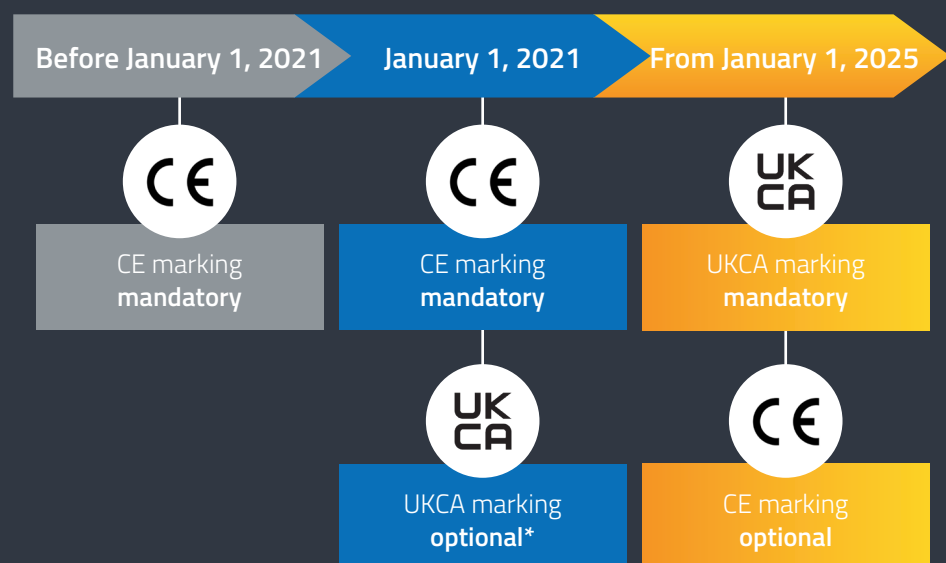 Before January 1, 2021
January 1, 2021
From January 1, 2025
CE
CE
UK
CA
CE marking
mandatory
CE marking
mandatory
UKCA marking
mandatory
UK
CA
CE
UKCA marking
optional*
CE marking
optional